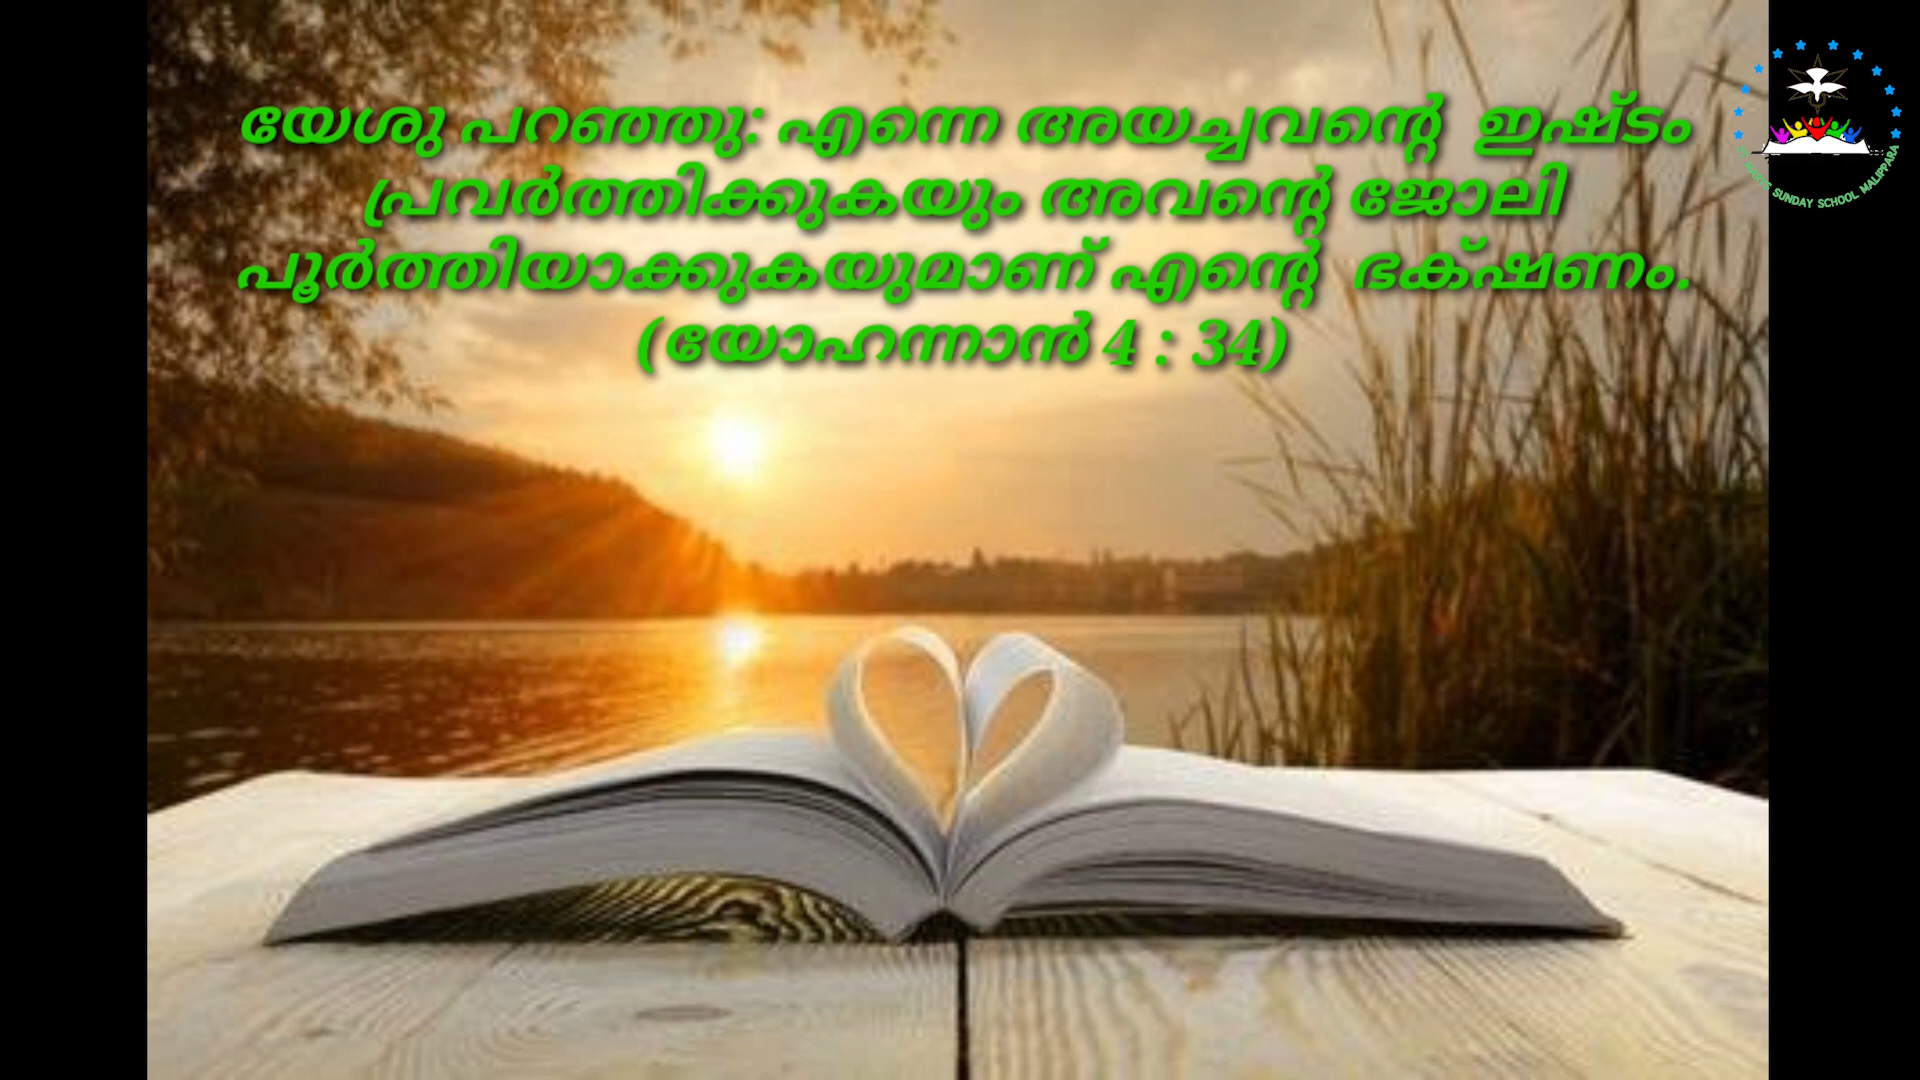 യേശു പറഞ്ഞു: എന്നെ അയച്ചവന്റെ ഇഷ്ടം
പ്രവർത്തിക്കുകയും അവന്റെ ജോലി
പൂർത്തിയാക്കുകയുമാണ് എന്റെ ഭക്ഷണം.
(യോഹന്നാൻ 4 : 34)
SUNDAY SCHOOL MALIPPARA